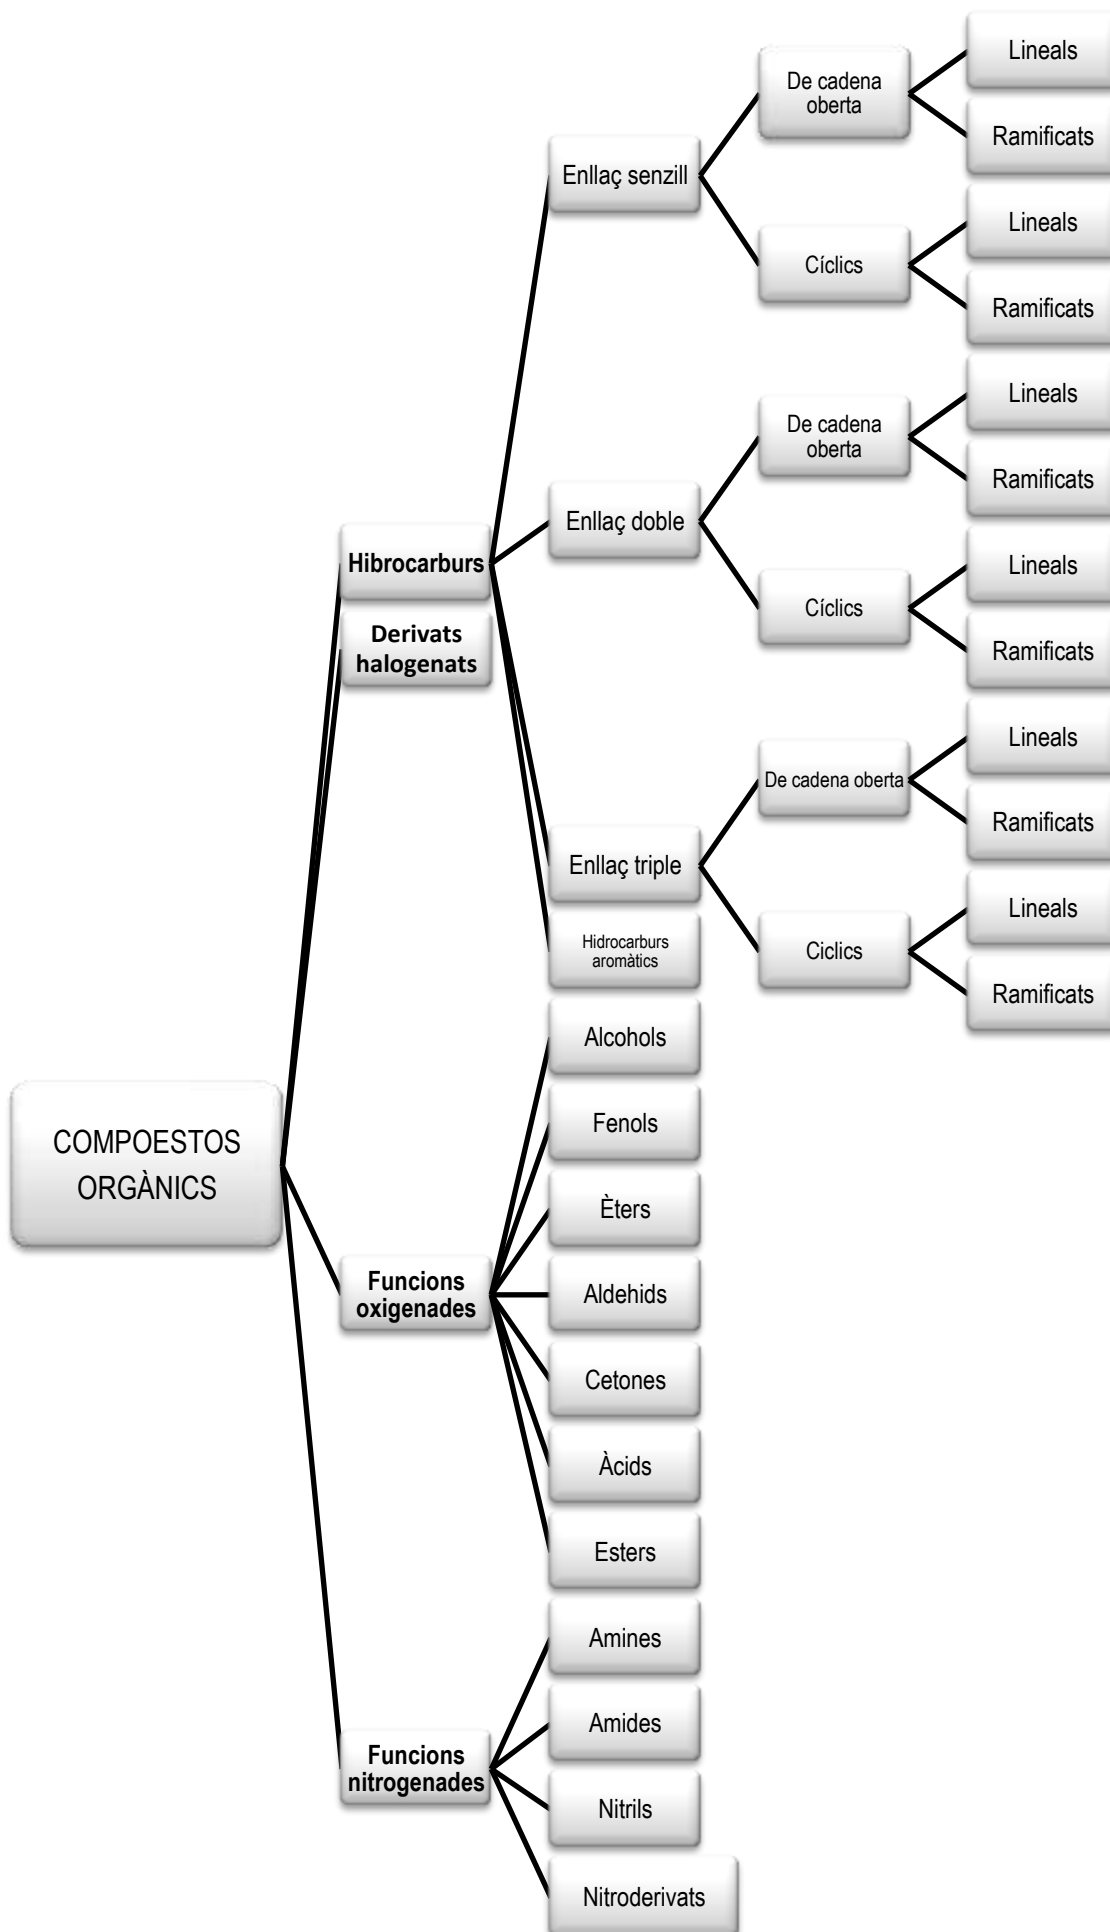 COMPOESTOS
ORGÀNICS
Hibrocarburs
Enllaç senzill
De cadena
oberta
Lineals
Ramificats
Cíclics
Lineals
Ramificats
Enllaç doble
De cadena
oberta
Lineals
Ramificats
Cíclics
Lineals
Ramificats
Enllaç triple
De cadena oberta
Lineals
Ramificats
Ciclics
Lineals
Ramificats
Hidrocarburs
aromàtics
Derivats
halogenats
Funcions
oxigenades
Alcohols
Fenols
Èters
Aldehids
Cetones
Àcids
Esters
Funcions
nitrogenades
Amines
Amides
Nitrils
Nitroderivats